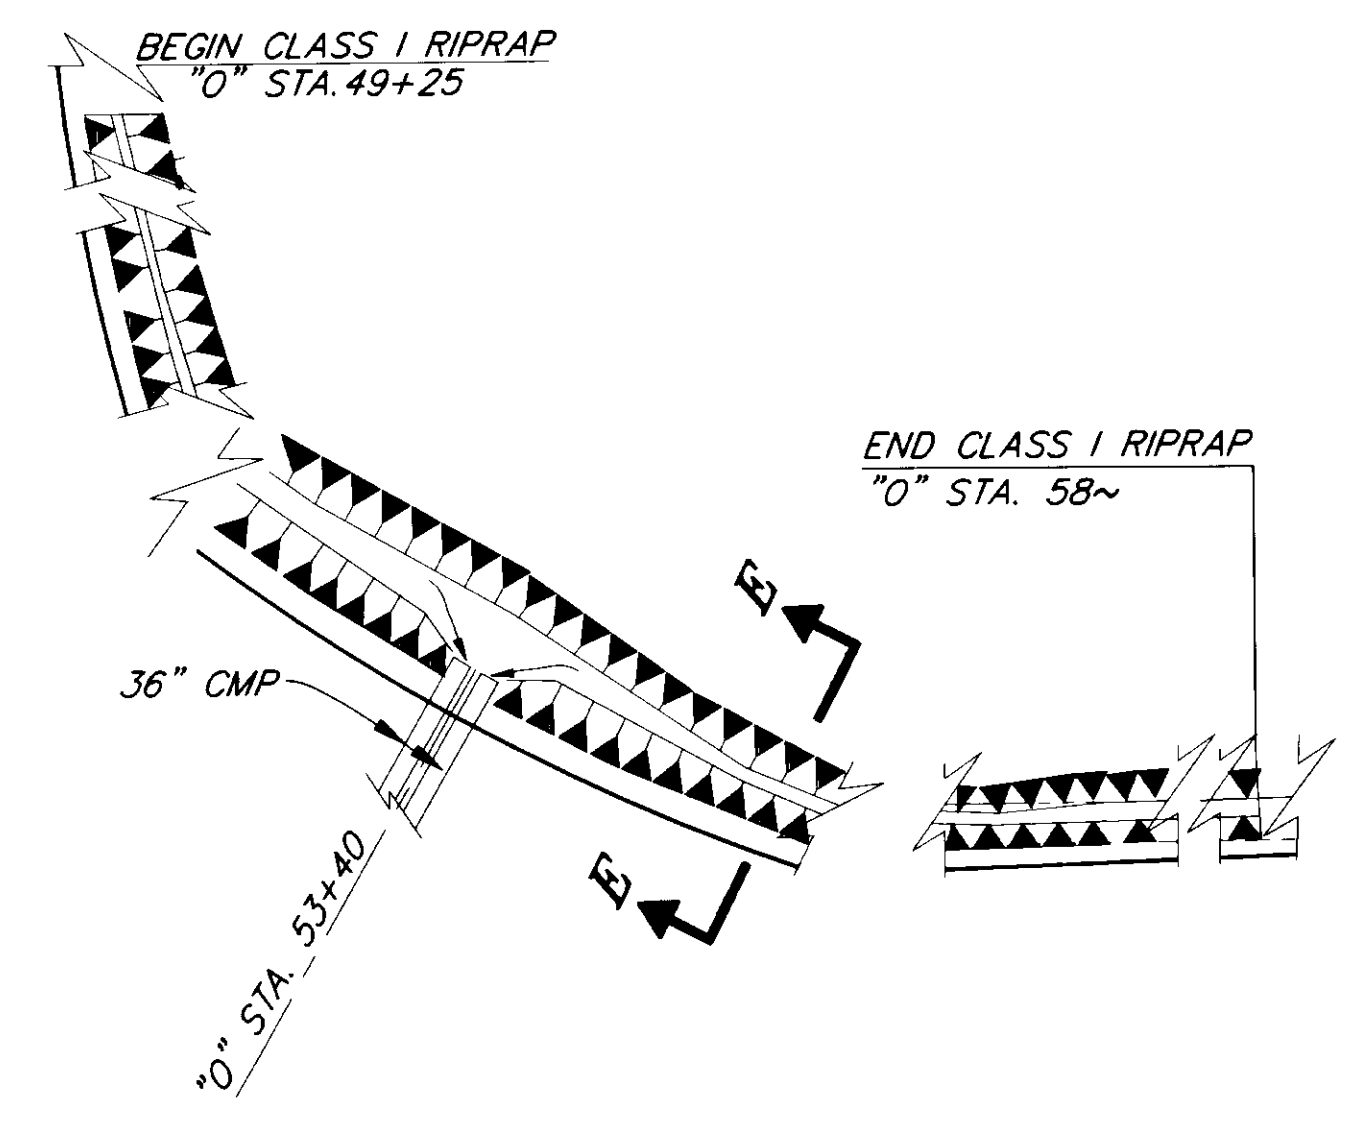 BEGIN CLASS I RIPRAP
"O" STA. 49+25
END CLASS I RIPRAP
"O" STA. 58~
E
36" CMP
E
"O" STA. 53+40